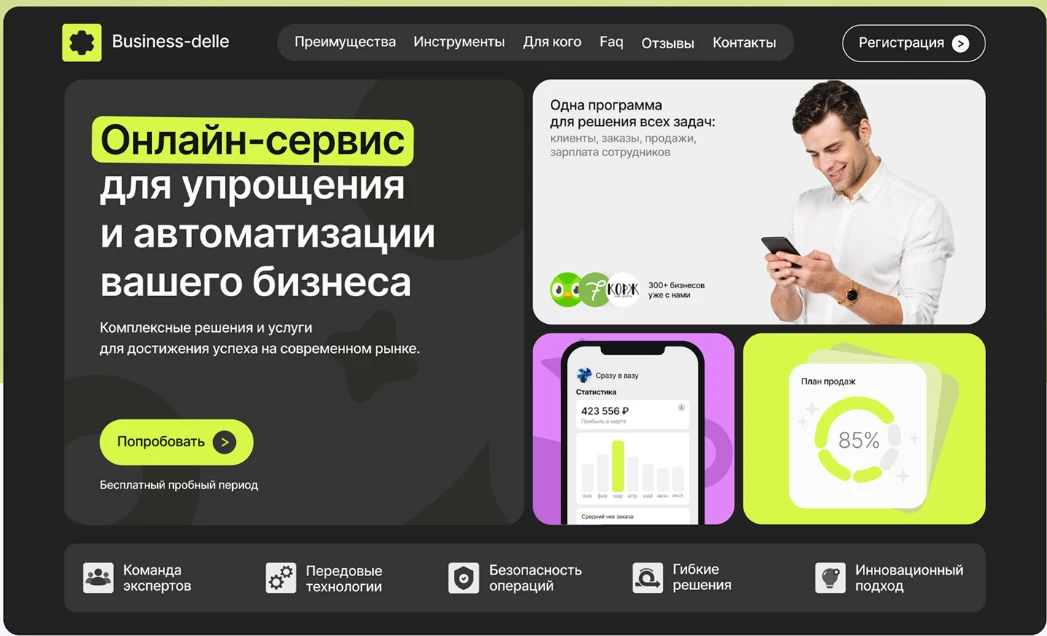 Business-delle
Преимущества
Инструменты
Для кого
Faq
Отзывы
Контакты
Регистрация
Онлайн-сервис
для упрощения
и автоматизации
вашего бизнеса
Комплексные решения и услуги
для достижения успеха на современном рынке.
Попробовать
Бесплатный пробный период
Одна программа
для решения всех задач:
клиенты, заказы, продажи,
зарплата сотрудников
КОРЖ
300+ бизнесов
уже с нами
Сразу в вазу
Статистика
423 556 ₽
Прибыль в марте
янв фев мар апр май июн июл
Средний чек заказа
План продаж
85%
Команда
экспертов
Передовые
технологии
Безопасность
операций
Гибкие
решения
Инновационный
подход